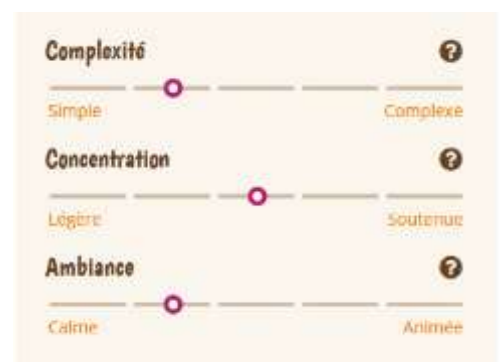 Complexité ?
Simple Complexe
Concentration ?
Légère Soutenue
Ambiance ?
Calme Animée